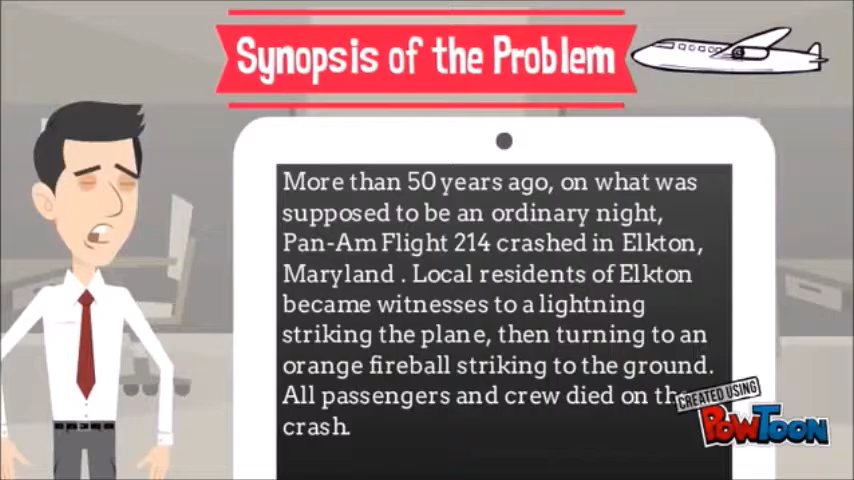 Synopsis of the Problem
More than 50 years ago, on what was
supposed to be an ordinary night,
Pan-Am Flight 214 crashed in Elkton,
Maryland . Local residents of Elkton
became witnesses to a lightning
striking the plane, then turning to an
orange fireball striking to the ground.
All passengers and crew died on the
crash.
CREATED USING
POWTOON